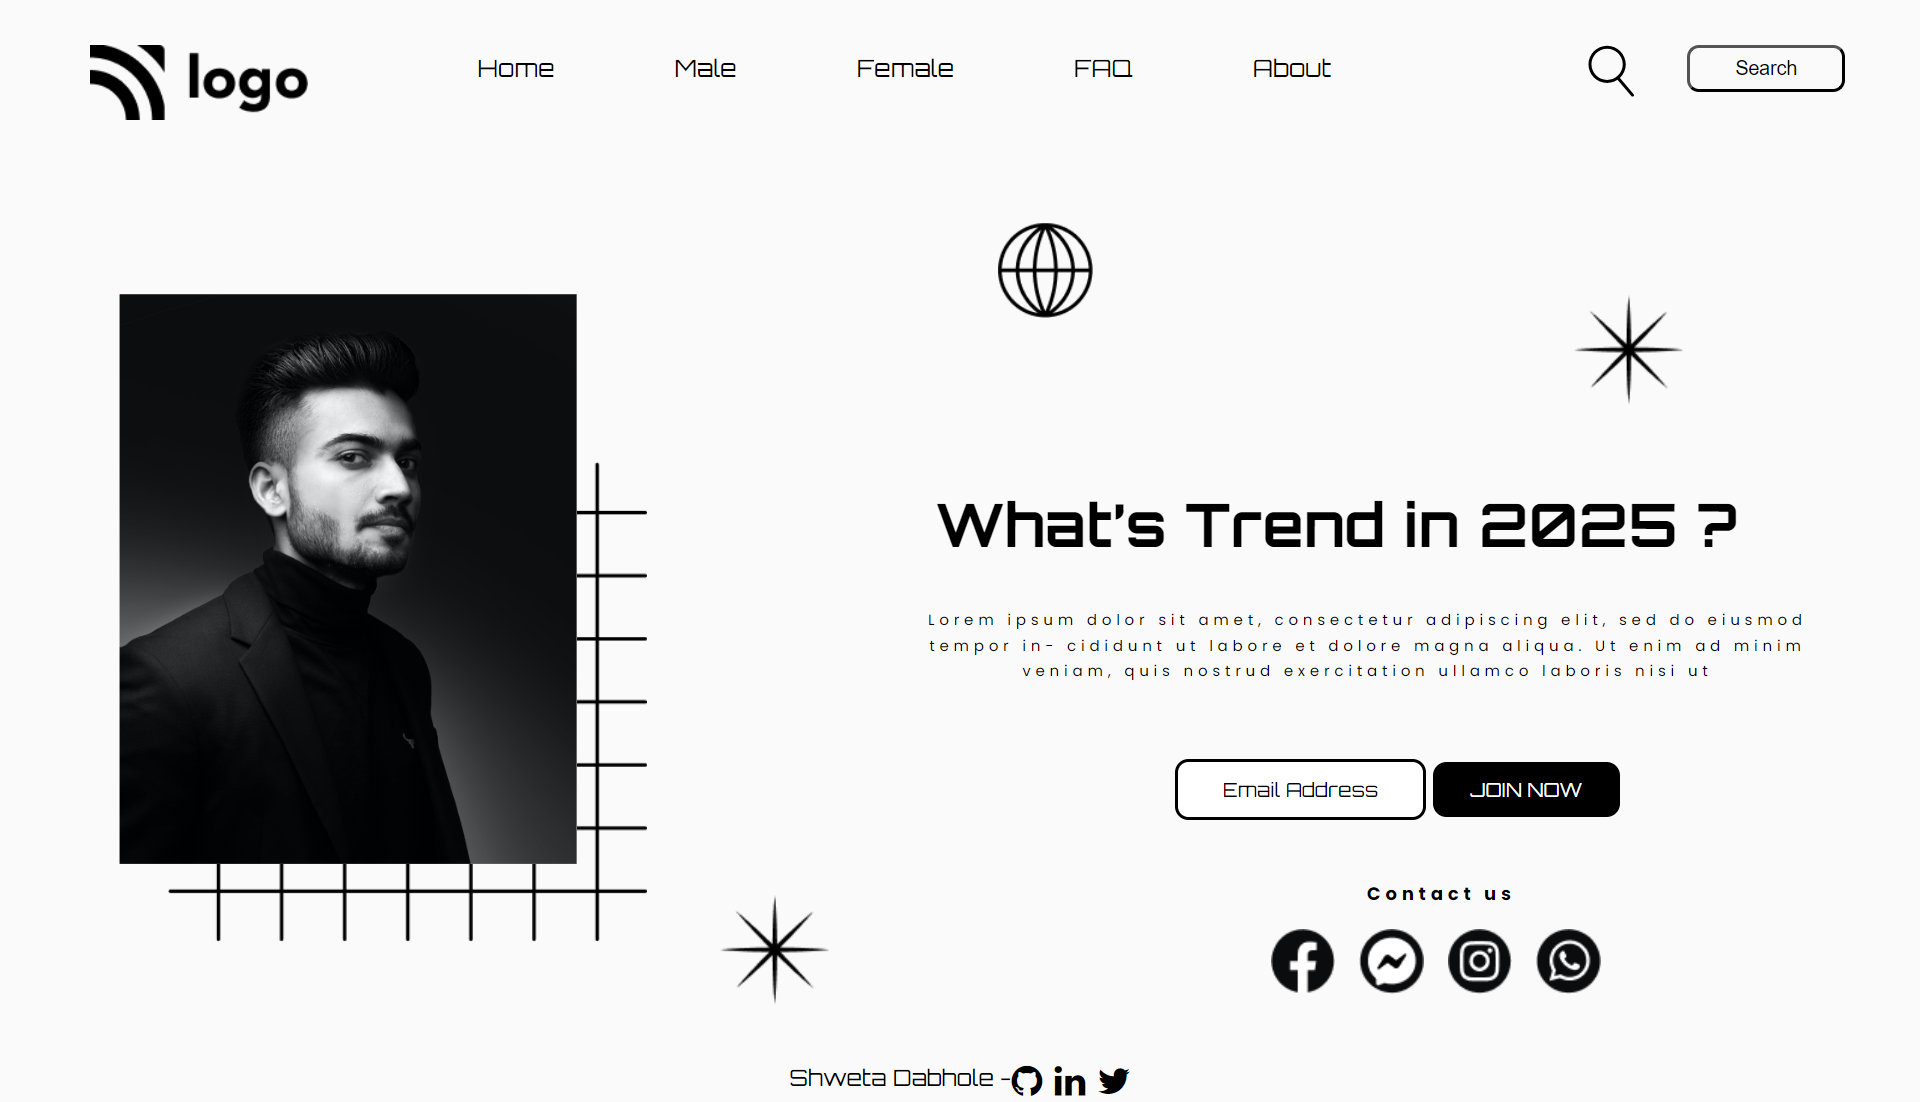 logo
Home Male Female FAQ About
Search
What's Trend in 2025 ?
Lorem ipsum dolor sit amet, consectetur adipiscing elit, sed do eiusmod
tempor in- cididunt ut labore et dolore magna aliqua. Ut enim ad minim
veniam, quis nostrud exercitation ullamco laboris nisi ut
Email Address JOIN NOW
Contact us
Shweta Dabhole -